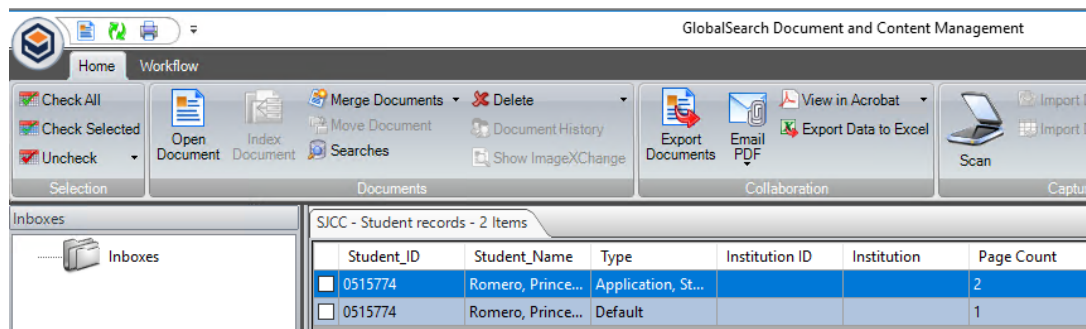 GlobalSearch Document and Content Management
Home Workflow
Check All
Check Selected
Uncheck
Selection
Open
Document
Index
Document
Merge Documents
Move Document
Searches
Delete
Document History
Show ImageXChange
Documents
Export
Documents
Email
PDF
View in Acrobat
Export Data to Excel
Collaboration
Scan
Import
Import
Captu
Inboxes
Inboxes
SJCC - Student records - 2 Items
Student_ID Student_Name Type Institution ID Institution Page Count
0515774 Romero, Prince... Application, St... 2
0515774 Romero, Prince... Default 1